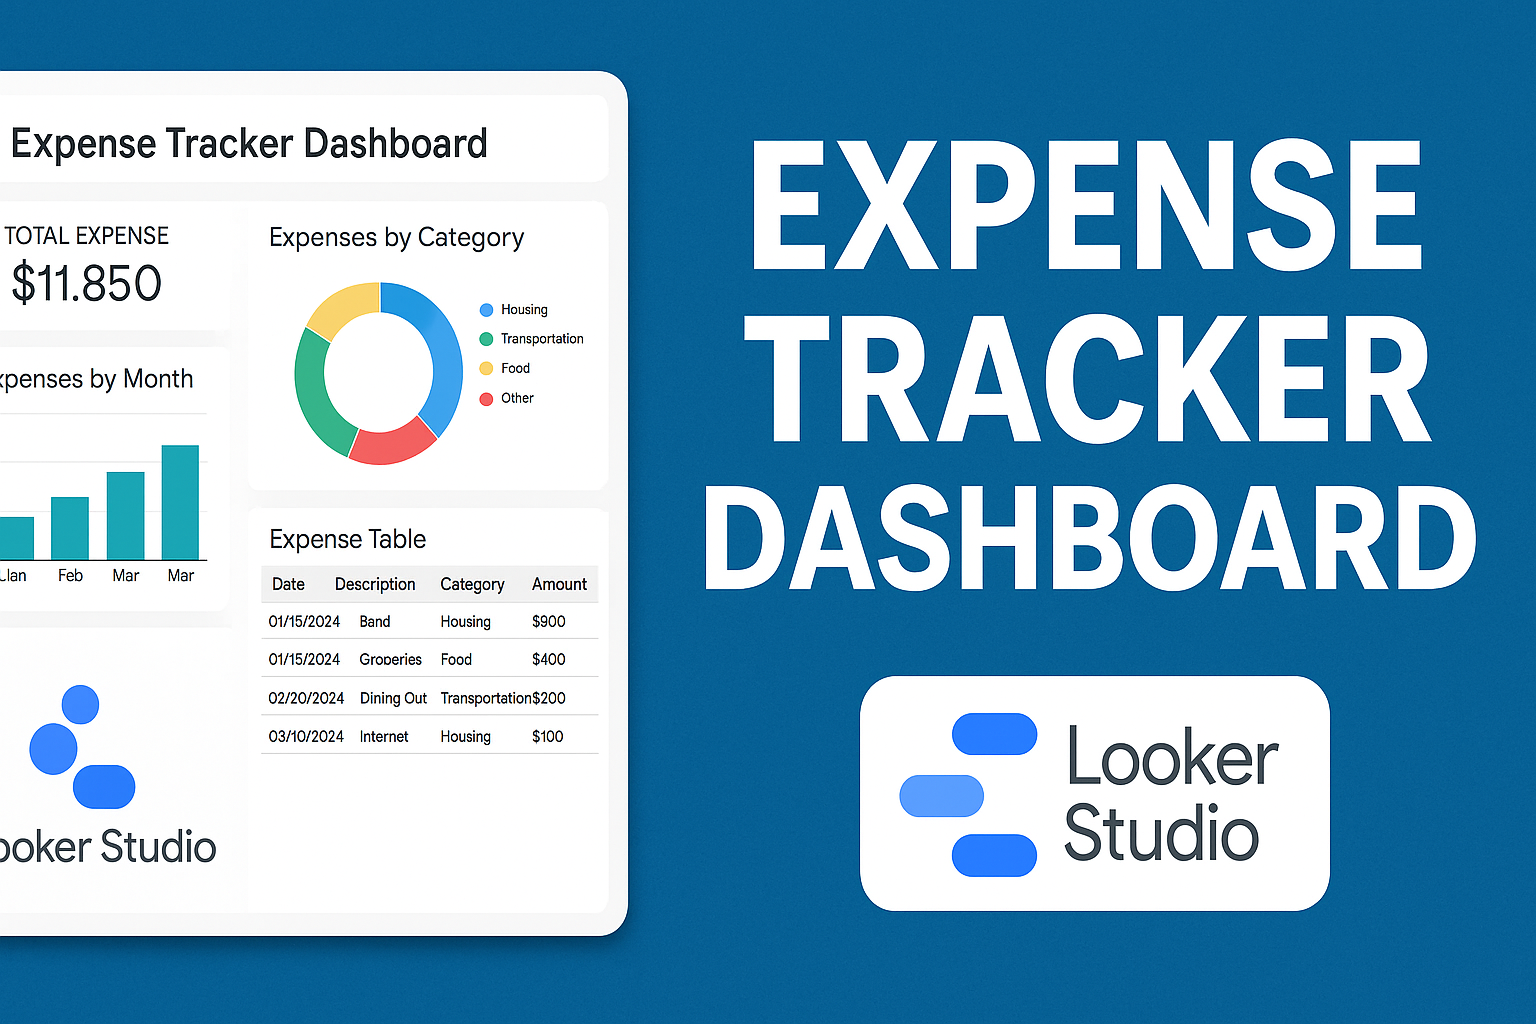 Expense Tracker Dashboard
TOTAL EXPENSE
$11.850
xpenses by Month
Jan Feb Mar Mar
ooker Studio
Expenses by Category
Housing
Transportation
Food
Other
Expense Table
Date Description Category Amount
01/15/2024 Band Housing $900
01/15/2024 Groperies Food $400
02/20/2024 Dining Out Transportation $200
03/10/2024 Internet Housing $100
EXPENSE
TRACKER
DASHBOARD
Looker
Studio